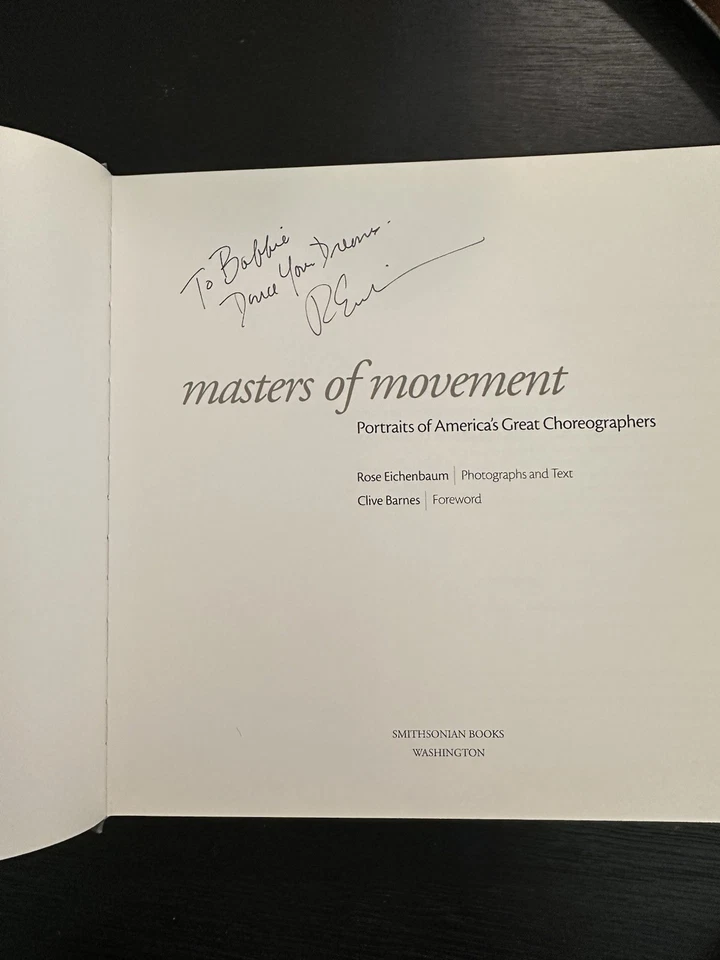 To Bobbie
Dance Your Dreams.
masters of movement
Portraits of America's Great Choreographers
Rose Eichenbaum | Photographs and Text
Clive Barnes | Foreword
SMITHSONIAN BOOKS
WASHINGTON